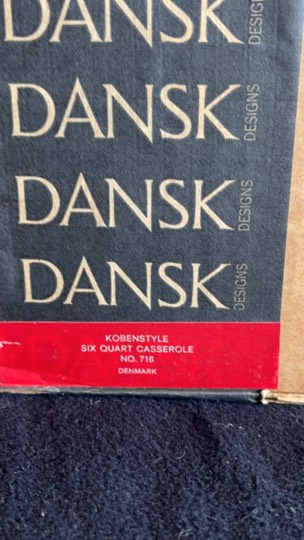 DANSK DESIGNS
DANSK DESIGNS
DANSK DESIGNS
DANSK DESIGNS
KOBENSTYLE
SIX QUART CASSEROLE
NO. 716
DENMARK